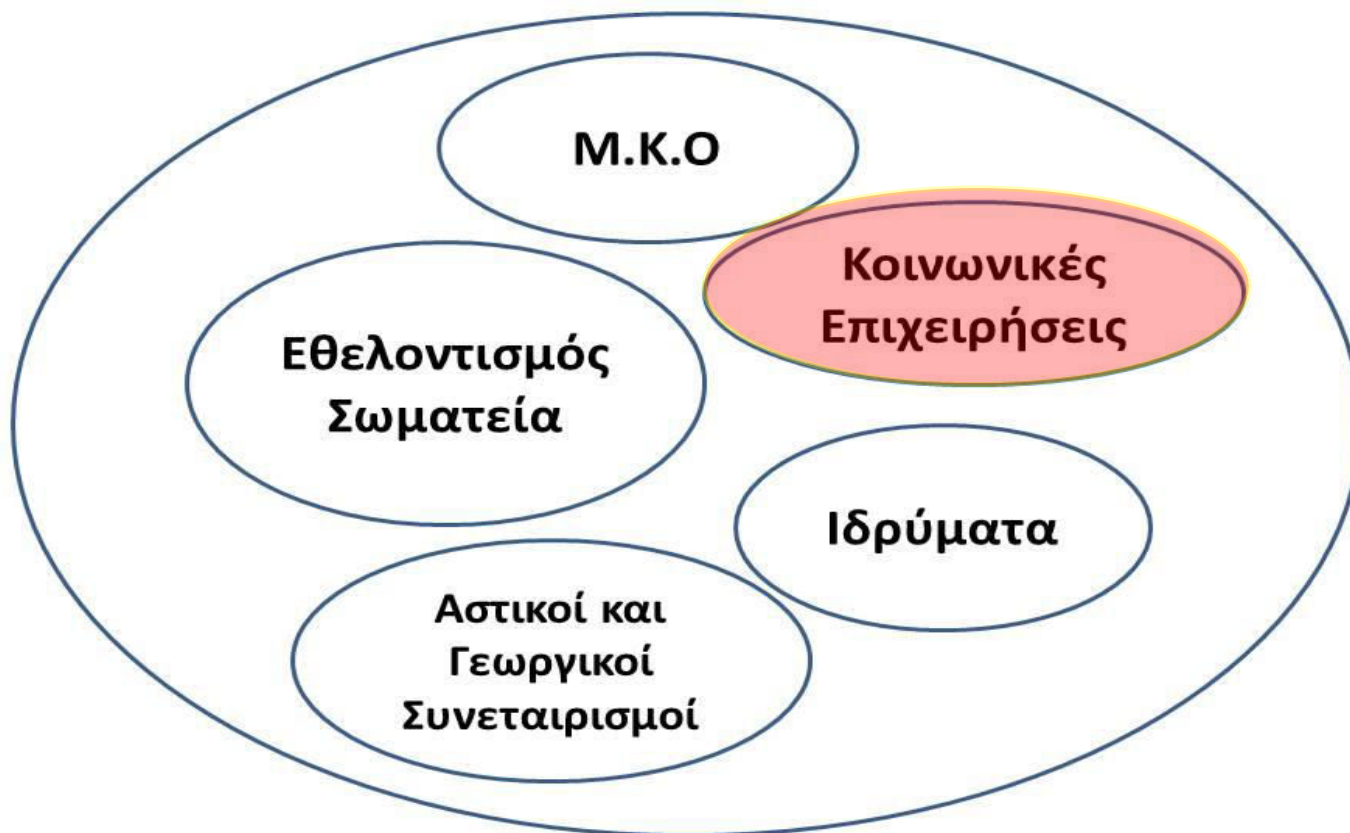 Μ.Κ.Ο
Κοινωνικές
Επιχειρήσεις
Εθελοντισμός
Σωματεία
Ιδρύματα
Αστικοί και
Γεωργικοί
Συνεταιρισμοί